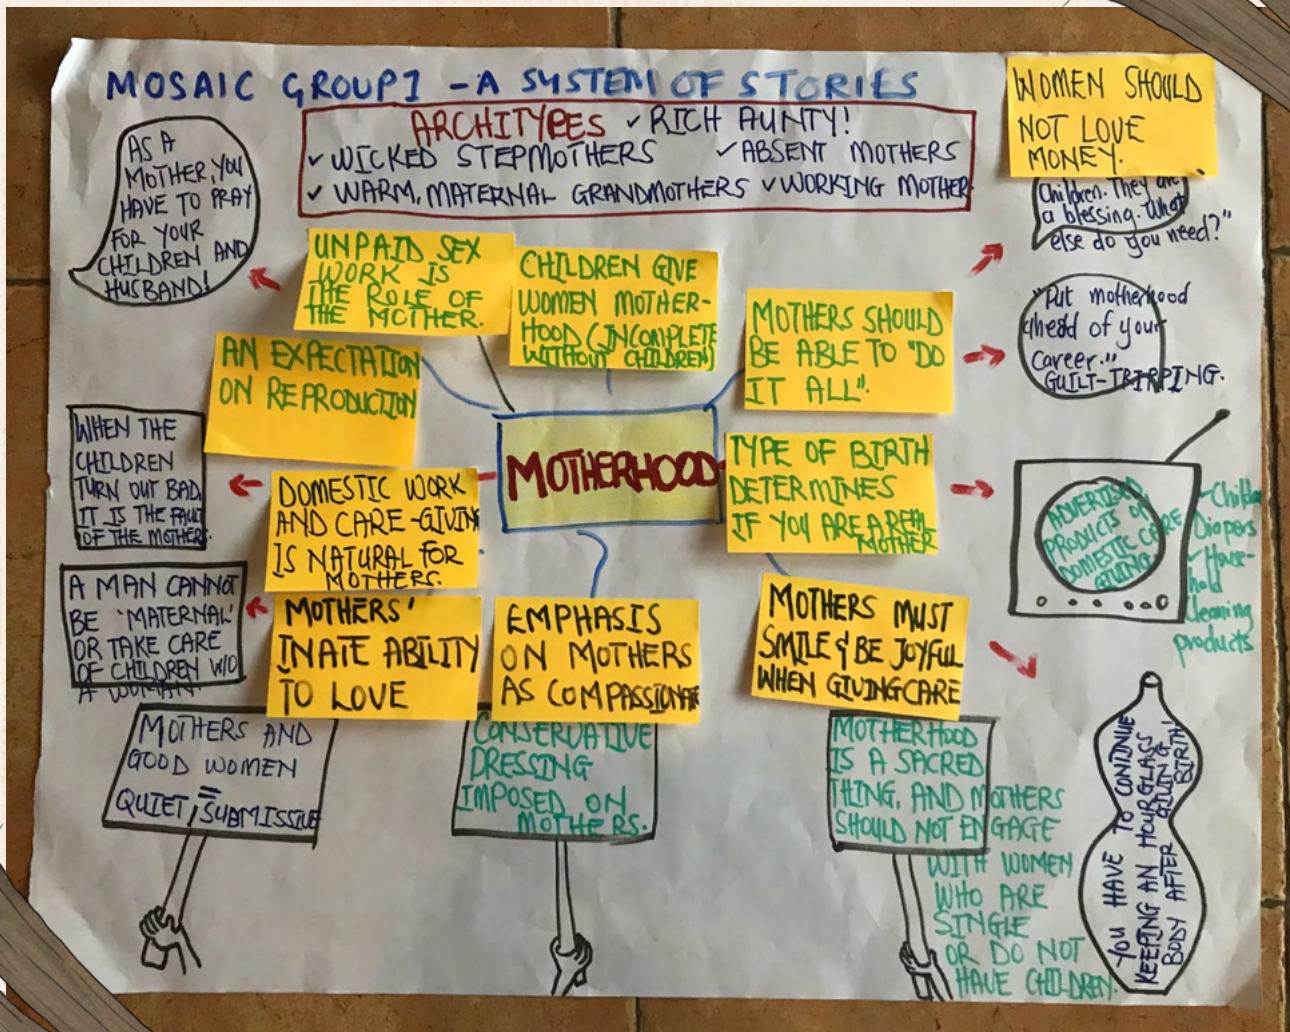 MOSAIC GROUP 1 - A SYSTEM OF STORIES
ARCHITYPES ✓ RICH AUNTY!
✓ WICKED STEPMOTHERS ✓ ABSENT MOTHERS
✓ WARM, MATERNAL GRANDMOTHERS ✓ WORKING MOTHER
WOMEN SHOULD
NOT LOVE
MONEY.
Children. They are
a blessing. What
else do you need?"
AS A
MOTHER, YOU
HAVE TO PRAY
FOR YOUR
CHILDREN AND
HUSBAND!
UNPAID SEX
WORK IS
THE ROLE OF
THE MOTHER.
CHILDREN GIVE
WOMEN MOTHER-
HOOD (INCOMPLETE
WITHOUT CHILDREN)
MOTHERS SHOULD
BE ABLE TO "DO
IT ALL".
"Put motherhood
ahead of your
career."
GUILT-TRIPPING.
AN EXPECTATION
ON REPRODUCTION
WHEN THE
CHILDREN
TURN OUT BAD,
IT IS THE FAULT
OF THE MOTHER.
MOTHERHOOD
DOMESTIC WORK
AND CARE-GIVING
IS NATURAL FOR
MOTHERS.
TYPE OF BIRTH
DETERMINES
IF YOU ARE A REAL
MOTHER
ADVERTISED
PRODUCTS ON
DOMESTIC CARE
GIVING
Diapers
✓ House-
hold
cleaning
products
A MAN CANNOT
BE 'MATERNAL'
OR TAKE CARE
OF CHILDREN W/O
A WOMAN.
MOTHERS'
INATE ABILITY
TO LOVE
EMPHASIS
ON MOTHERS
AS COMPASSIONATE
MOTHERS MUST
SMILE & BE JOYFUL
WHEN GIVING CARE
MOTHERS AND
GOOD WOMEN
=
QUIET, SUBMISSIVE
CONSERVATIVE
DRESSING
IMPOSED ON
MOTHERS.
MOTHERHOOD
IS A SACRED
THING, AND MOTHERS
SHOULD NOT ENGAGE
WITH WOMEN
WHO ARE
SINGLE
OR DO NOT
HAVE CHILDREN.
YOU HAVE TO CONTINUE
KEEPING AN HOURGLASS
BODY AFTER GIVING
BIRTH!